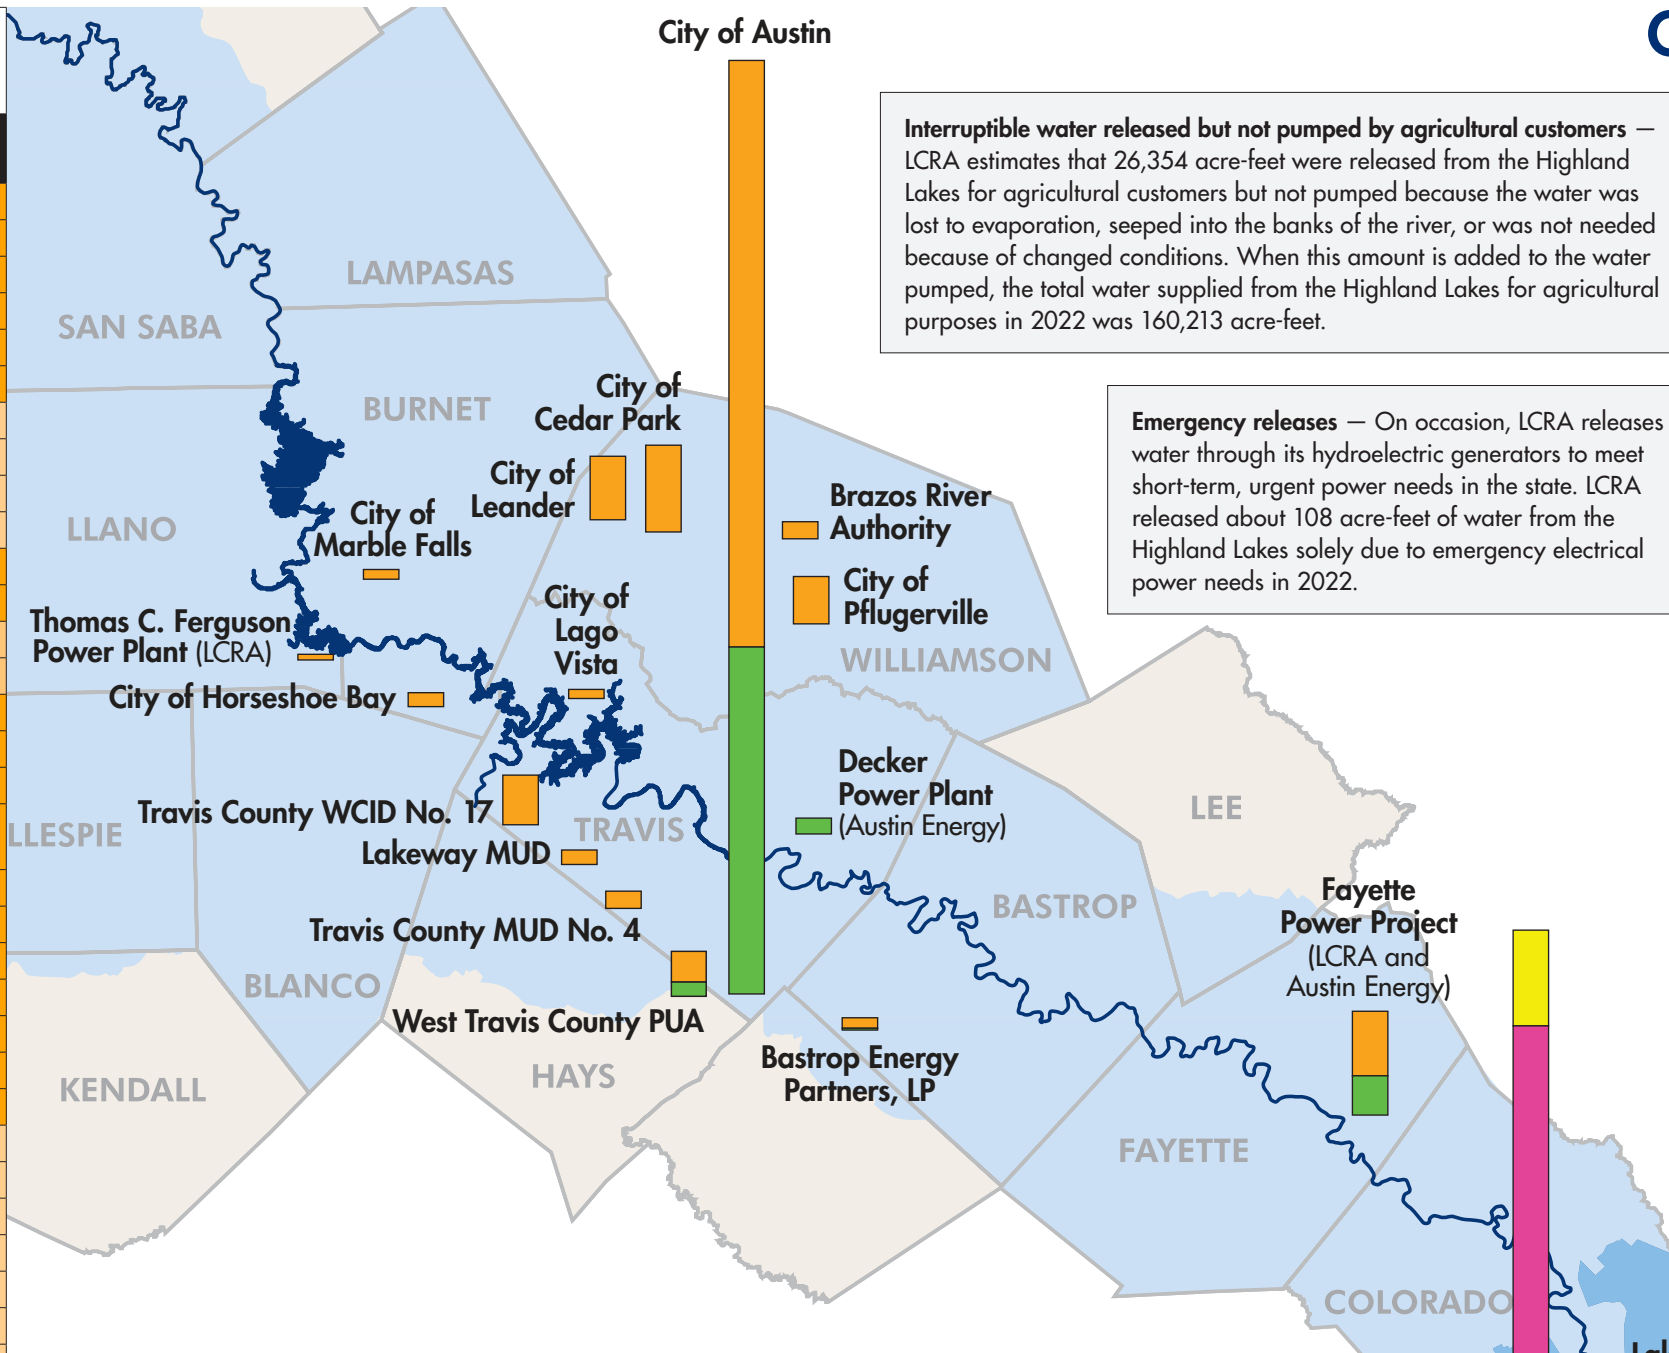 City of Austin
Interruptible water released but not pumped by agricultural customers —
LCRA estimates that 26,354 acre-feet were released from the Highland
Lakes for agricultural customers but not pumped because the water was
lost to evaporation, seeped into the banks of the river, or was not needed
because of changed conditions. When this amount is added to the water
pumped, the total water supplied from the Highland Lakes for agricultural
purposes in 2022 was 160,213 acre-feet.
LAMPASAS
SAN SABA
Emergency releases — On occasion, LCRA releases
water through its hydroelectric generators to meet
short-term, urgent power needs in the state. LCRA
released about 108 acre-feet of water from the
Highland Lakes solely due to emergency electrical
power needs in 2022.
BURNET
City of
Cedar Park
City of
Leander
Brazos River
Authority
LLANO
City of
Marble Falls
City of
Pflugerville
City of
Lago
Vista
Thomas C. Ferguson
Power Plant (LCRA)
WILLIAMSON
City of Horseshoe Bay
Decker
Power Plant
(Austin Energy)
LEE
Travis County WCID No. 17
TRAVIS
LLESPIE
Lakeway MUD
Fayette
Power Project
(LCRA and
Austin Energy)
BASTROP
Travis County MUD No. 4
BLANCO
West Travis County PUA
Bastrop Energy
Partners, LP
HAYS
KENDALL
FAYETTE
COLORADO